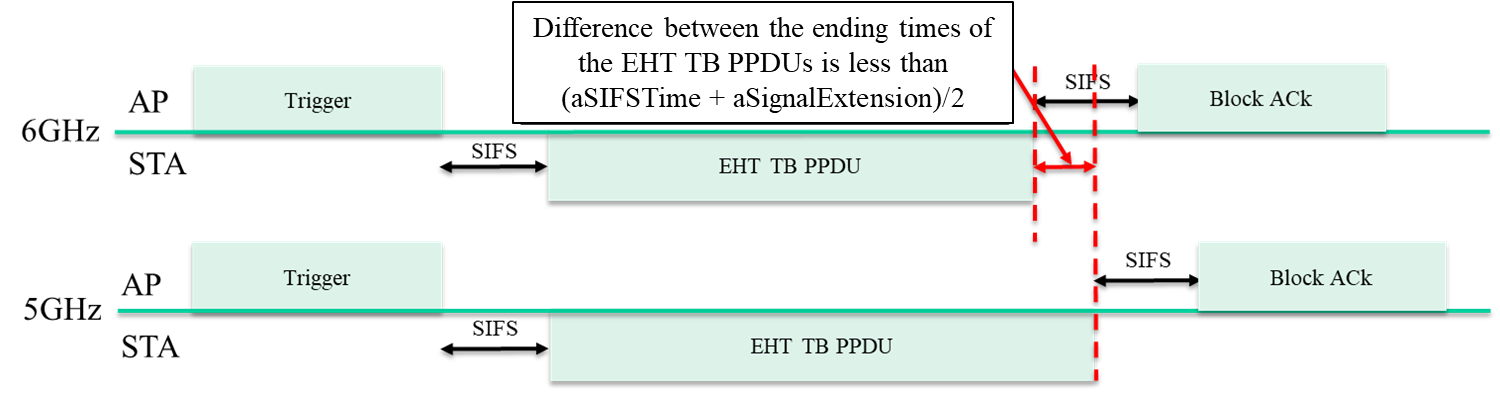 Difference between the ending times of
the EHT TB PPDUs is less than
(aSIFSTime + aSignalExtension)/2
AP
Trigger
SIFS
Block ACk
6GHz
STA
SIFS
EHT TB PPDU
AP
Trigger
SIFS
Block ACk
5GHz
STA
SIFS
EHT TB PPDU